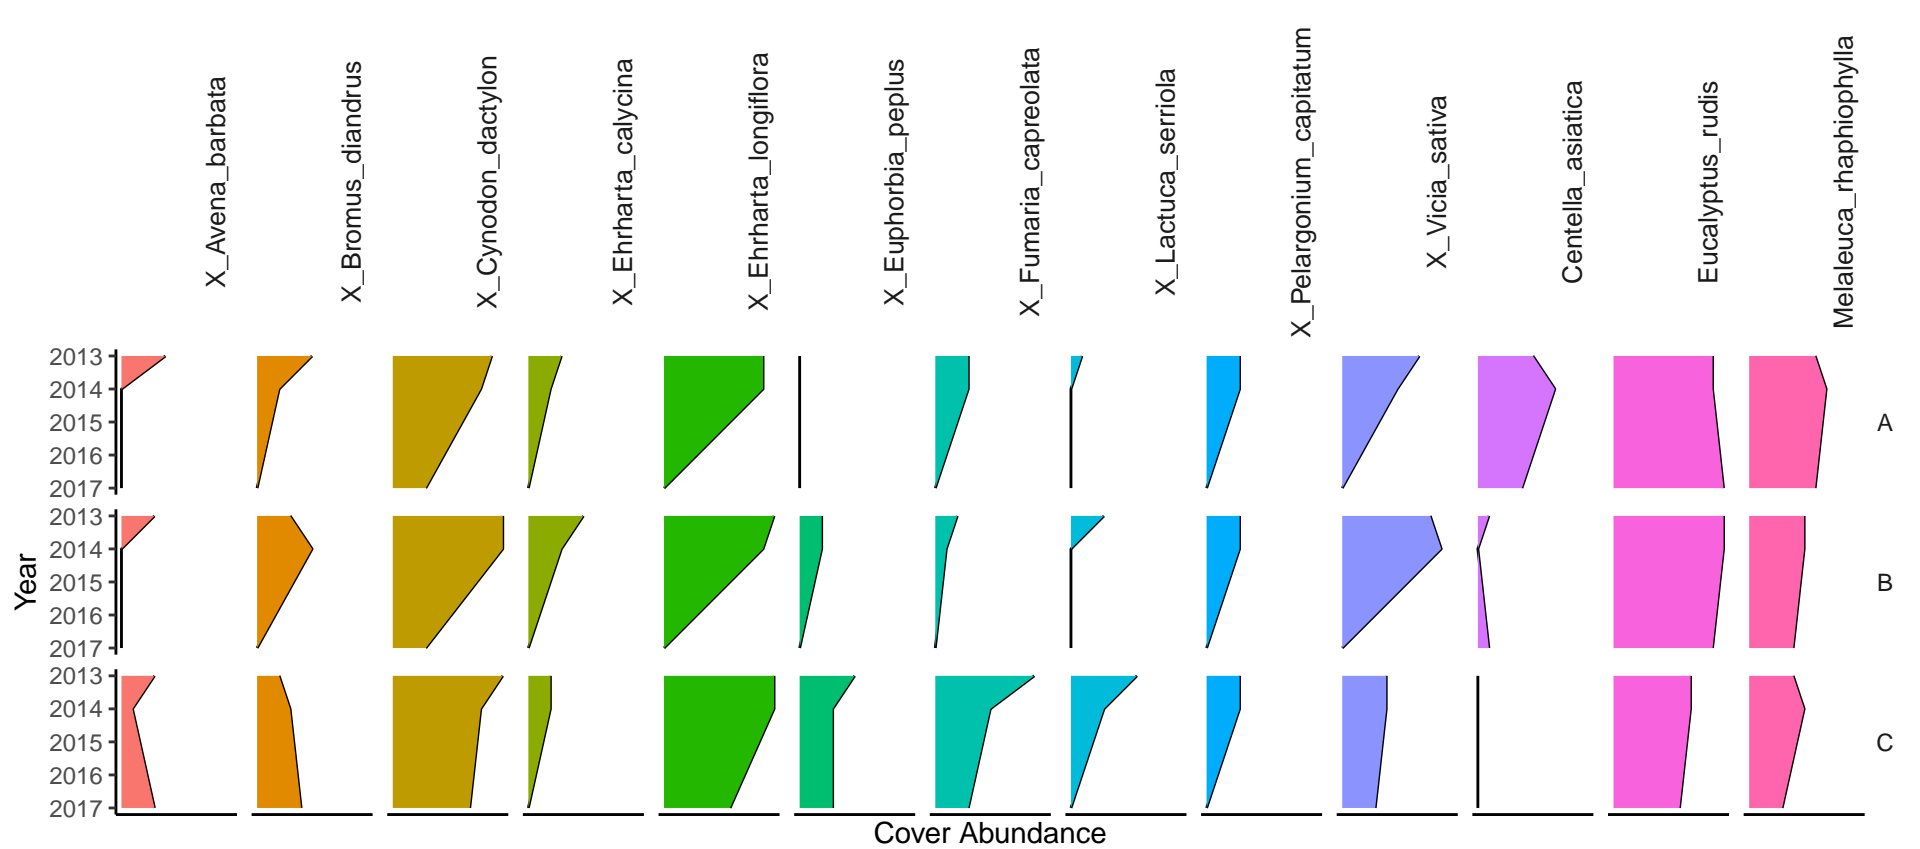 X_Avena_barbata
X_Bromus_diandrus
X_Cynodon_dactylon
X_Ehrharta_calycina
X_Ehrharta_longiflora
X_Euphorbia_peplus
X_Fumaria_capreolata
X_Lactuca_serriola
X_Pelargonium_capitatum
X_Vicia_sativa
Centella_asiatica
Eucalyptus_rudis
Melaleuca_rhaphiophylla
2013
2014
2015
2016
2017
A
2013
2014
2015
2016
2017
B
2013
2014
2015
2016
2017
C
Year
Cover Abundance